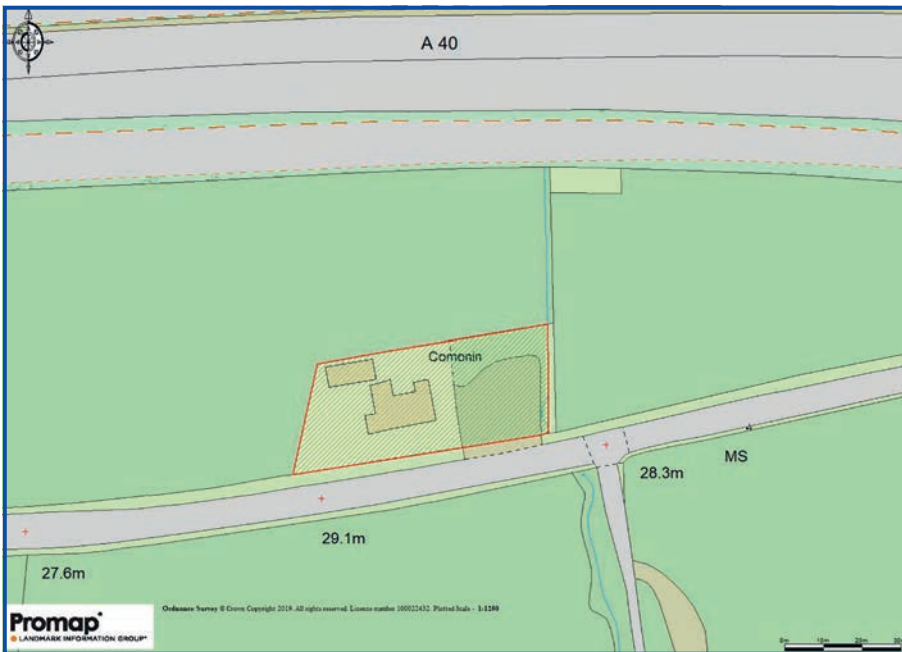 A 40
Comonin
MS
28.3m
29.1m
27.6m
Ordnance Survey © Crown Copyright 2019. All rights reserved. Licence number 100022432. Plotted Scale - 1:1250
Promap
LANDMARK INFORMATION GROUP
0m 10m 20m 30m